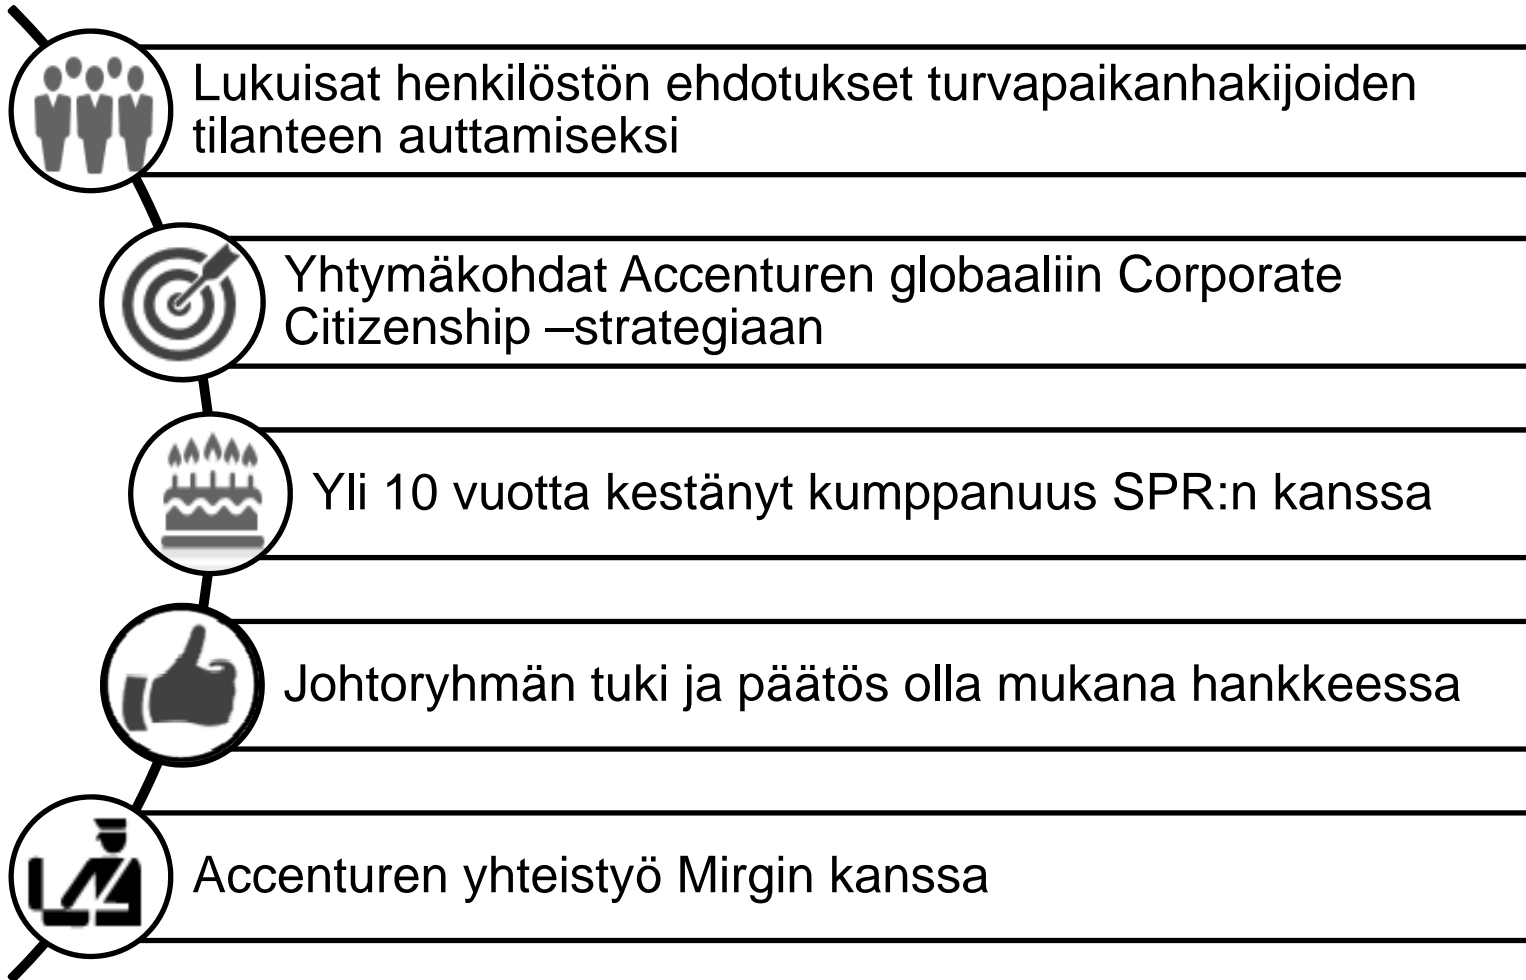 Lukuisat henkilöstön ehdotukset turvapaikanhakijoiden
tilanteen auttamiseksi
Yhtymäkohdat Accenturen globaaliin Corporate
Citizenship –strategiaan
Yli 10 vuotta kestänyt kumppanuus SPR:n kanssa
Johtoryhmän tuki ja päätös olla mukana hankkeessa
Accenturen yhteistyö Mirgin kanssa